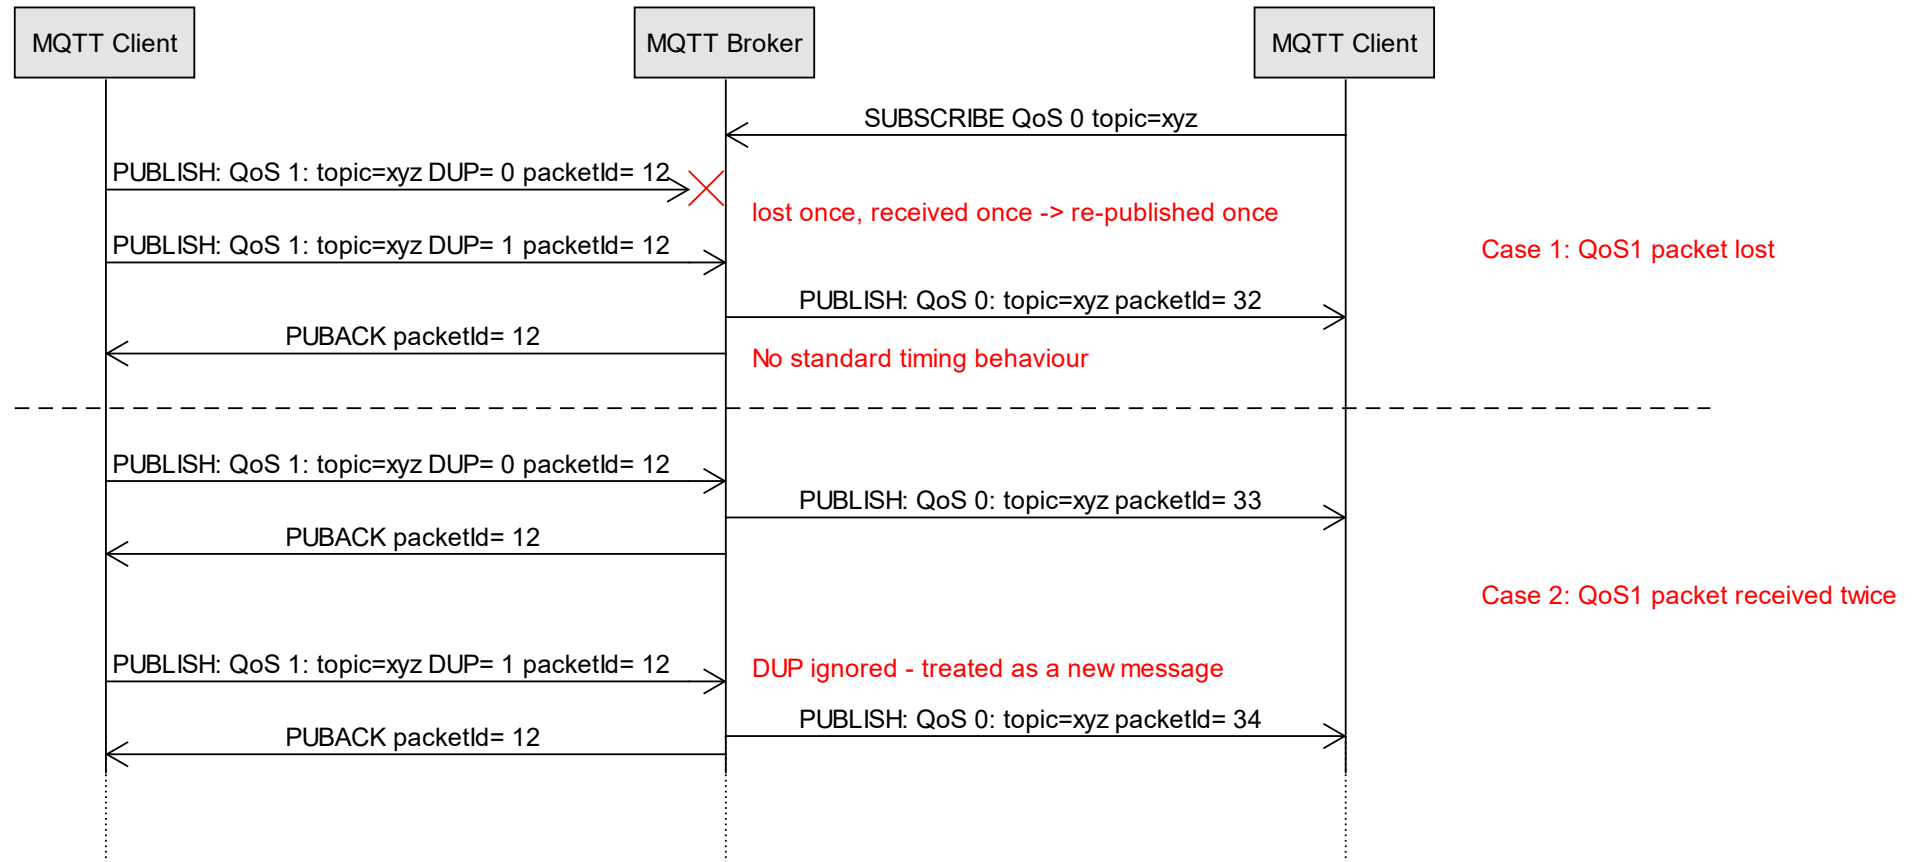 MQTT Client
MQTT Broker
MQTT Client
SUBSCRIBE QoS 0 topic=xyz
PUBLISH: QoS 1: topic=xyz DUP= 0 packetId= 12
lost once, received once -> re-published once
PUBLISH: QoS 1: topic=xyz DUP= 1 packetId= 12
Case 1: QoS1 packet lost
PUBLISH: QoS 0: topic=xyz packetId= 32
PUBACK packetId= 12
No standard timing behaviour
PUBLISH: QoS 1: topic=xyz DUP= 0 packetId= 12
PUBLISH: QoS 0: topic=xyz packetId= 33
PUBACK packetId= 12
Case 2: QoS1 packet received twice
PUBLISH: QoS 1: topic=xyz DUP= 1 packetId= 12
DUP ignored - treated as a new message
PUBLISH: QoS 0: topic=xyz packetId= 34
PUBACK packetId= 12